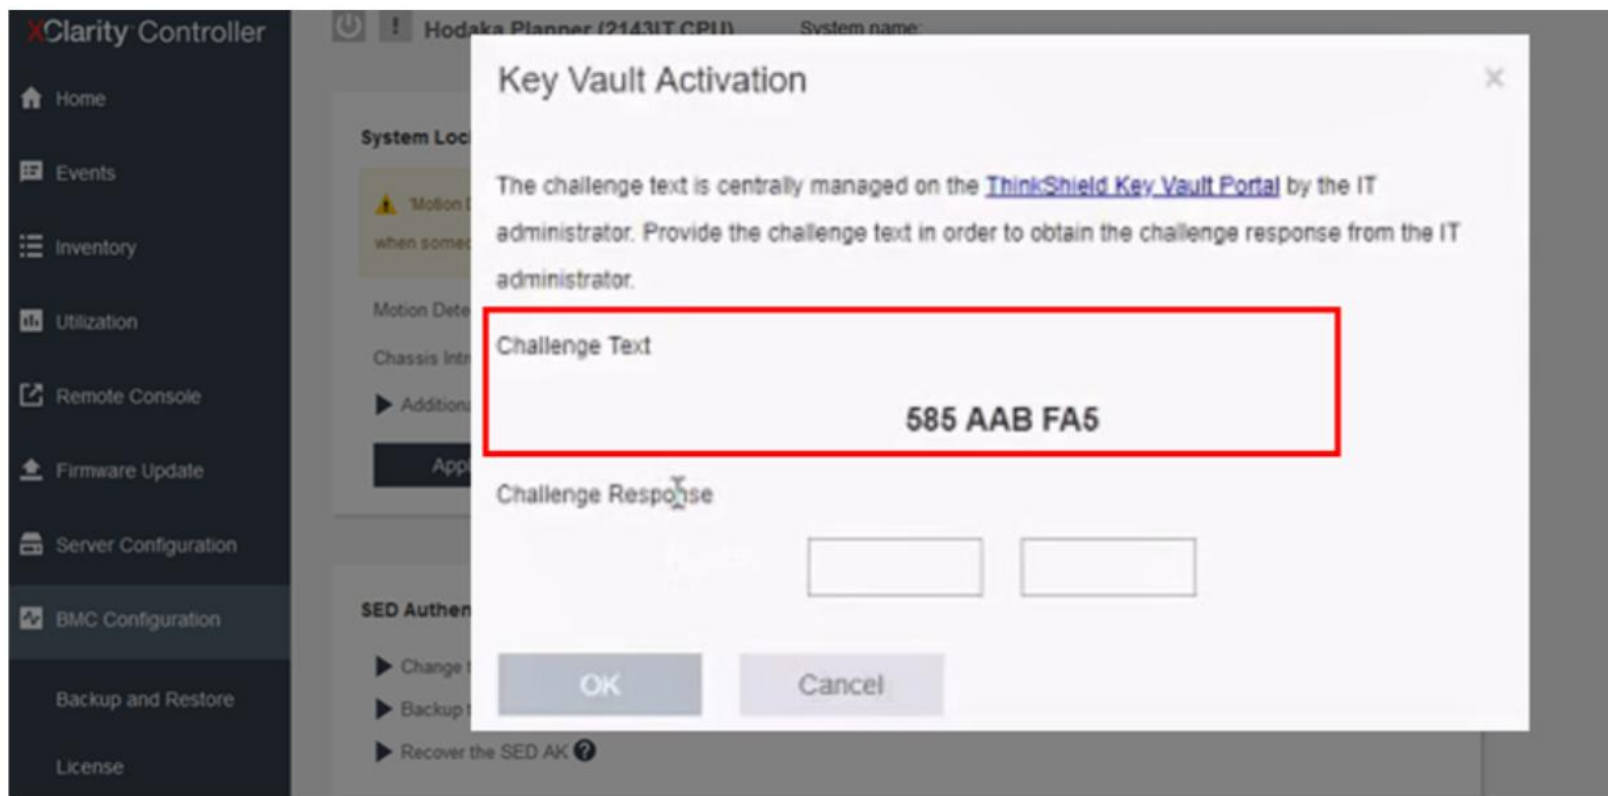 XClarity Controller
Home
Events
Inventory
Utilization
Remote Console
Firmware Update
Server Configuration
BMC Configuration
Backup and Restore
License
Hodaka Planner (2143IT CPU) System name:
System Loc
'Motion D
when someo
Motion Dete
Chassis Intr
Additiona
Appl
SED Authen
Change t
Backup t
Recover the SED AK ?
Key Vault Activation ×
The challenge text is centrally managed on the ThinkShield Key Vault Portal by the IT
administrator. Provide the challenge text in order to obtain the challenge response from the IT
administrator.
Challenge Text
585 AAB FA5
Challenge Response
OK Cancel